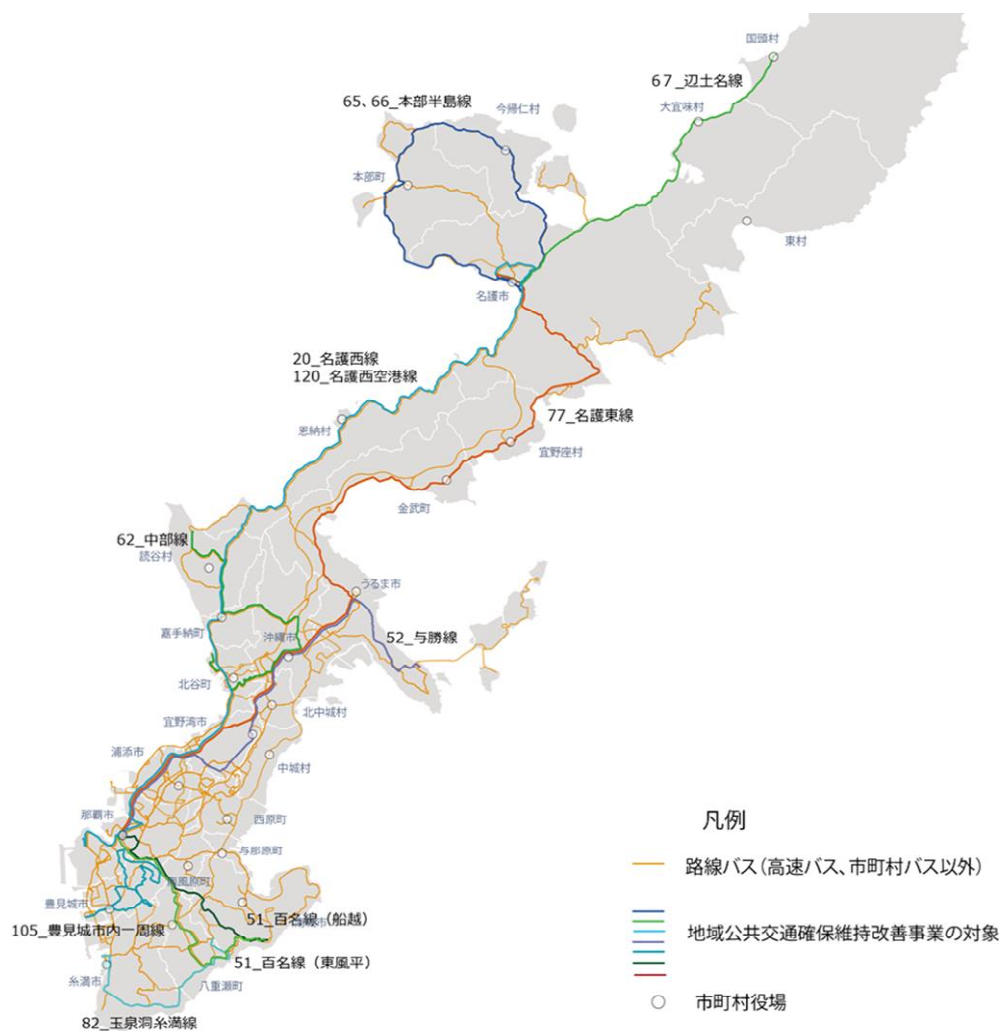 国頭村
67_辺土名線
65、66_本部半島線
大宜味村
今帰仁村
本部町
東村
名護市
20_名護西線
120_名護西空港線
恩納村
77_名護東線
宜野座村
金武町
62_中部線
読谷村
うるま市
嘉手納町
沖縄市
52_与勝線
北谷町
北中城村
宜野湾市
浦添市
中城村
那覇市
西原町
与那原町
南風原町
豊見城市
51_百名線（船越）
105_豊見城市内一周線
51_百名線（東風平）
糸満市
八重瀬町
82_玉泉洞糸満線
凡例
路線バス（高速バス、市町村バス以外）
地域公共交通確保維持改善事業の対象
市町村役場